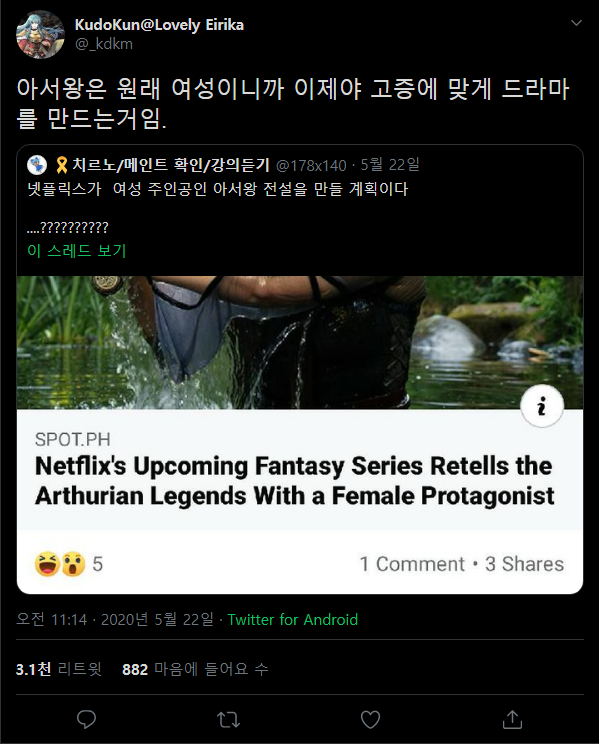 KudoKun@Lovely Eirika
@_kdkm
아서왕은 원래 여성이니까 이제야 고증에 맞게 드라마
를 만드는거임.
치르노/메인트 확인/강의듣기 @178x140 · 5월 22일
넷플릭스가  여성 주인공인 아서왕 전설을 만들 계획이다
....??????????
이 스레드 보기
SPOT.PH
Netflix's Upcoming Fantasy Series Retells the
Arthurian Legends With a Female Protagonist
5
1 Comment • 3 Shares
오전 11:14 · 2020년 5월 22일 · Twitter for Android
3.1천 리트윗 882 마음에 들어요 수